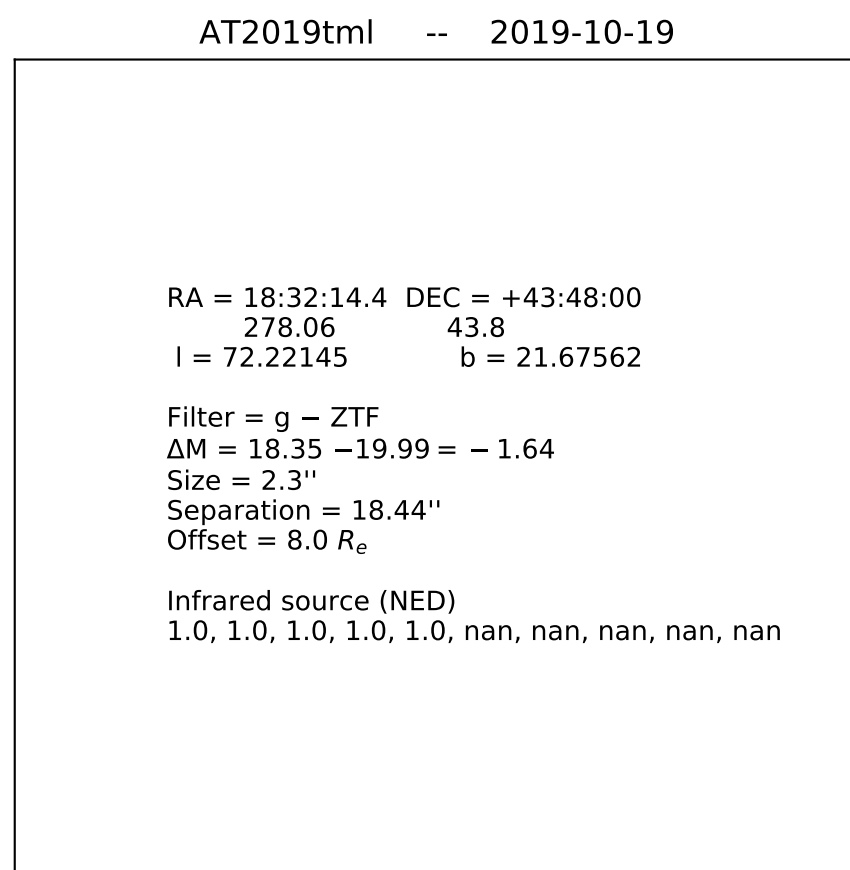 AT2019tml -- 2019-10-19
RA = 18:32:14.4 DEC = +43:48:00
278.06 43.8
l = 72.22145 b = 21.67562
Filter = g − ZTF
ΔM = 18.35 −19.99 = − 1.64
Size = 2.3''
Separation = 18.44''
Offset = 8.0 Re
Infrared source (NED)
1.0, 1.0, 1.0, 1.0, 1.0, nan, nan, nan, nan, nan